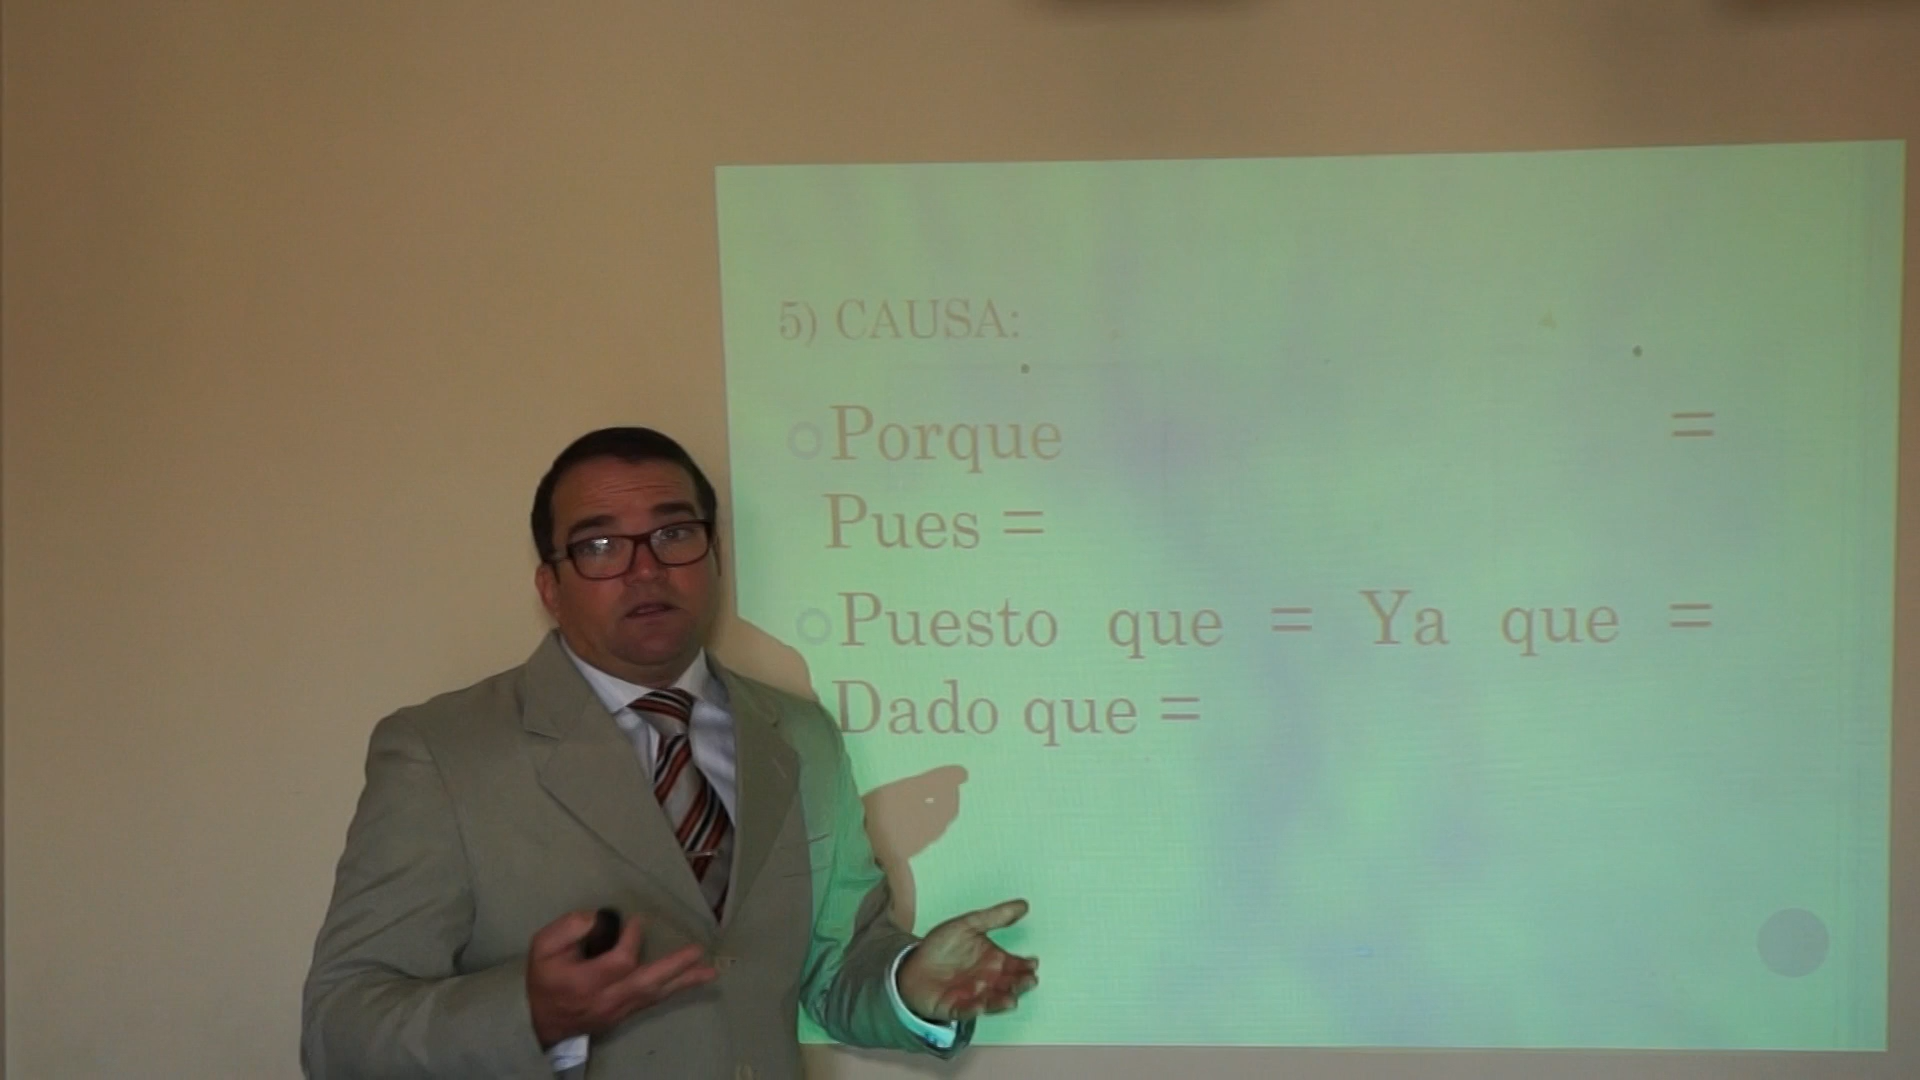 5) CAUSA:
Porque =
Pues =
Puesto que = Ya que =
Dado que =